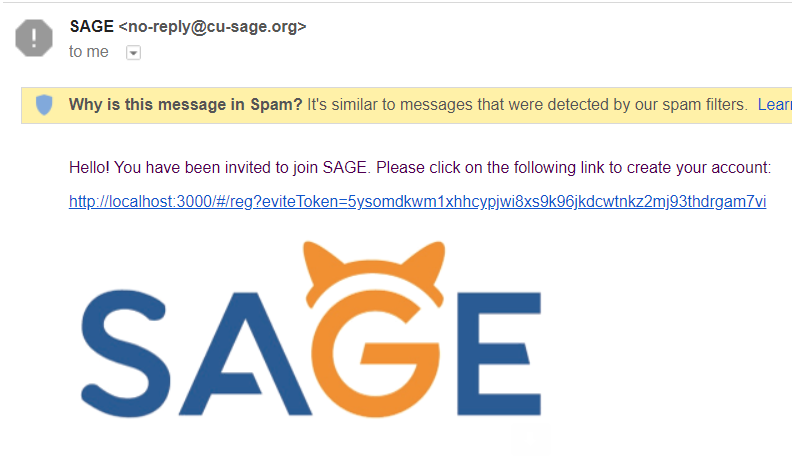 SAGE <no-reply@cu-sage.org>
to me
Why is this message in Spam? It's similar to messages that were detected by our spam filters. Lear
Hello! You have been invited to join SAGE. Please click on the following link to create your account:
http://localhost:3000/#/reg?eviteToken=5ysomdkwm1xhhcypjwi8xs9k96jkdcwtnkz2mj93thdrgam7vi
SAGE